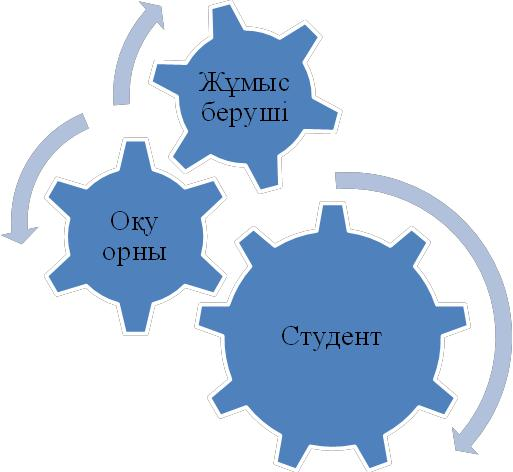 Жұмыс
беруші
Оқу
орны
Студент